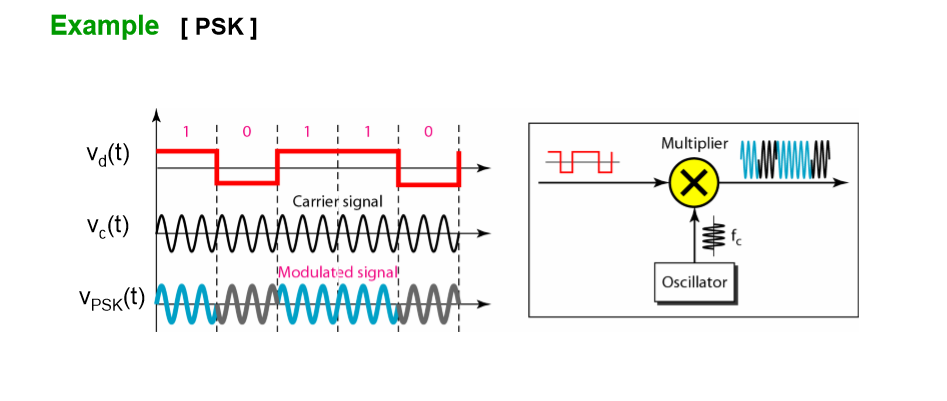 Example [ PSK ]
1 0 1 1 0
vd(t)
Carrier signal
vc(t)
Modulated signal
vPSK(t)
Multiplier
fc
Oscillator